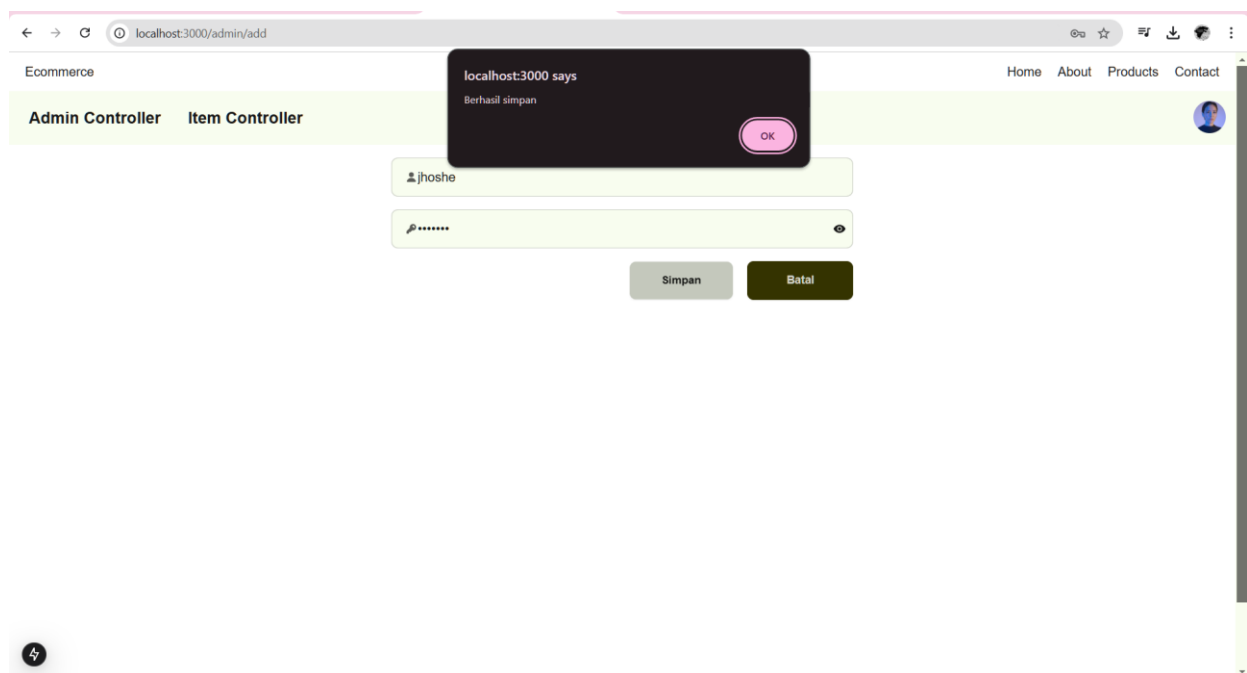 localhost:3000/admin/add
Ecommerce
Home About Products Contact
localhost:3000 says
Berhasil simpan
OK
Admin Controller Item Controller
jhoshe
•••••••
Simpan Batal